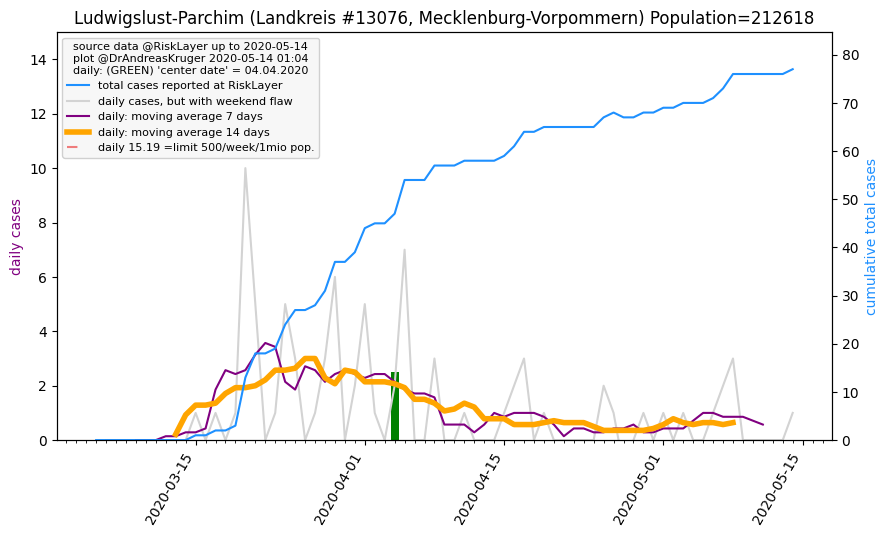 Ludwigslust-Parchim (Landkreis #13076, Mecklenburg-Vorpommern) Population=212618
source data @RiskLayer up to 2020-05-14
plot @DrAndreasKruger 2020-05-14 01:04
daily: (GREEN) 'center date' = 04.04.2020
total cases reported at RiskLayer
daily cases, but with weekend flaw
daily: moving average 7 days
daily: moving average 14 days
daily 15.19 =limit 500/week/1mio pop.
daily cases
14
12
10
8
6
4
2
0
cumulative total cases
80
70
60
50
40
30
20
10
0
2020-03-15
2020-04-01
2020-04-15
2020-05-01
2020-05-15